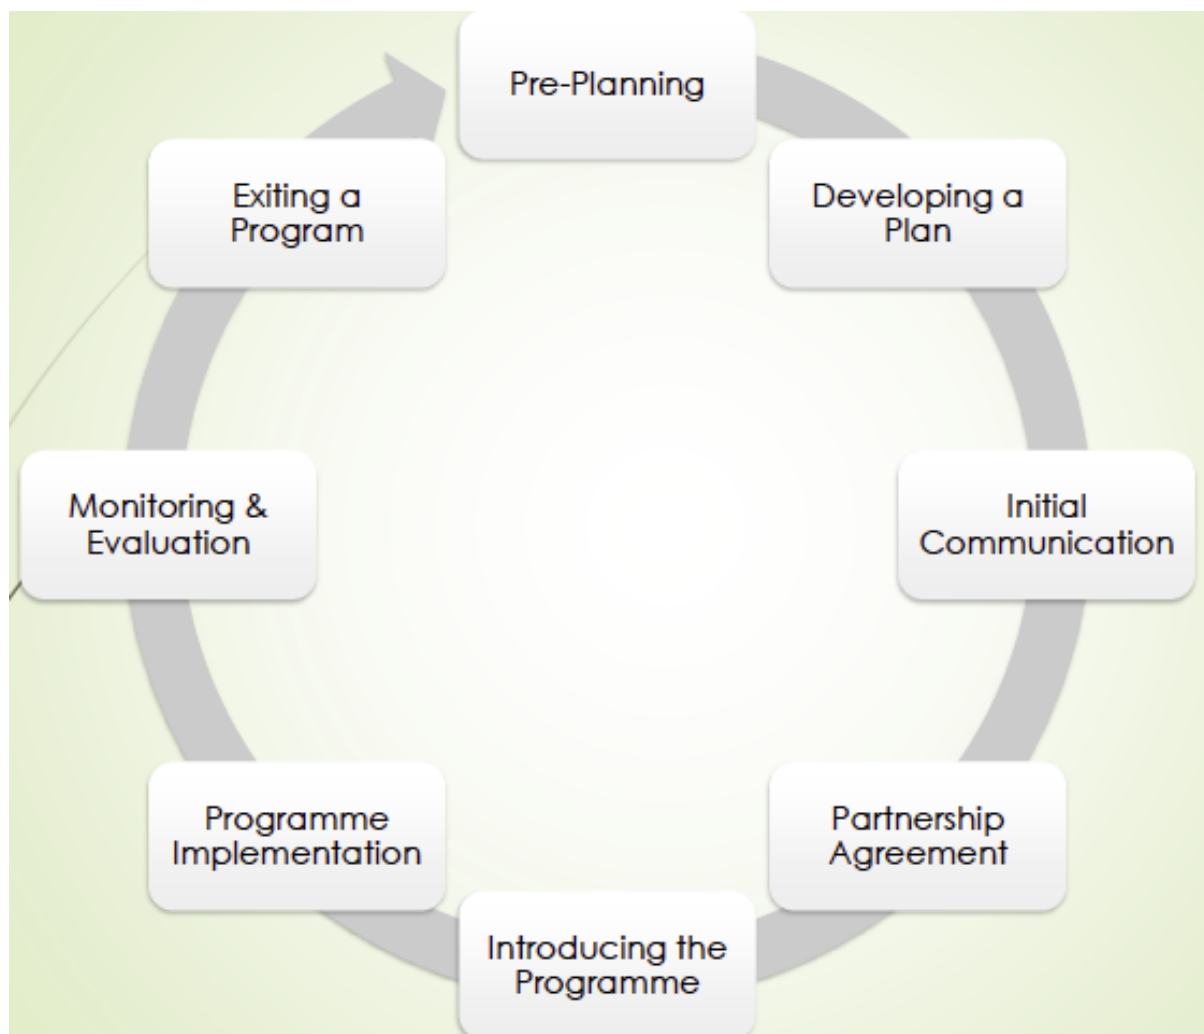 Pre-Planning
Developing a
Plan
Initial
Communication
Partnership
Agreement
Introducing the
Programme
Programme
Implementation
Monitoring &
Evaluation
Exiting a
Program